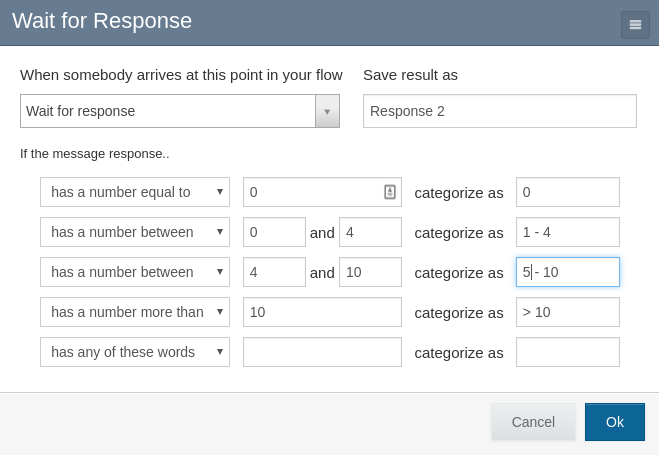 Wait for Response
When somebody arrives at this point in your flow Save result as
Wait for response Response 2
If the message response..
has a number equal to 0 categorize as 0
has a number between 0 and 4 categorize as 1 - 4
has a number between 4 and 10 categorize as 5 - 10
has a number more than 10 categorize as > 10
has any of these words categorize as
Cancel Ok